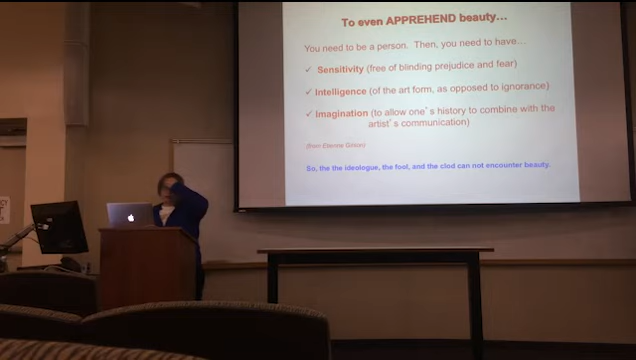 To even APPREHEND beauty…
You need to be a person. Then, you need to have…
✓ Sensitivity (free of blinding prejudice and fear)
✓ Intelligence (of the art form, as opposed to ignorance)
✓ Imagination (to allow one's history to combine with the
artist's communication)
(from Etienne Gilson)
So, the the ideologue, the fool, and the clod can not encounter beauty.